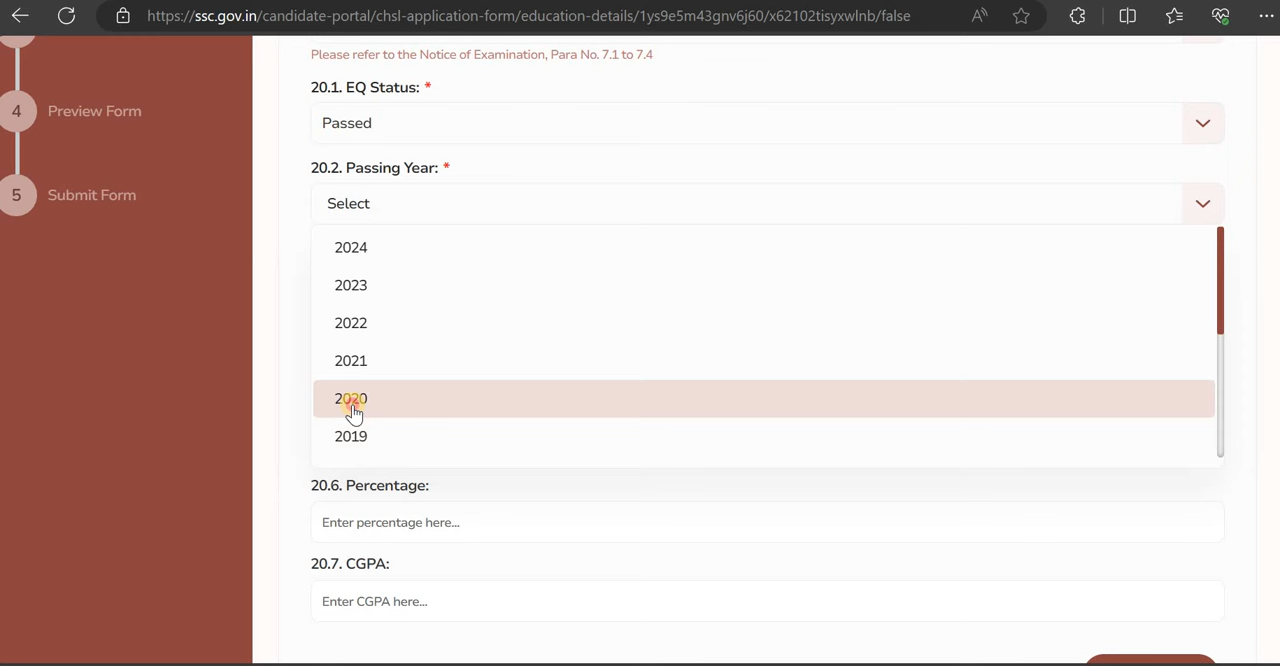 https://ssc.gov.in/candidate-portal/chsl-application-form/education-details/1ys9e5m43gnv6j60/x62102tisyxwlnb/false
Please refer to the Notice of Examination, Para No. 7.1 to 7.4
20.1. EQ Status: *
Passed
4 Preview Form
20.2. Passing Year: *
5 Submit Form
Select
2024
2023
2022
2021
2020
2019
20.6. Percentage:
Enter percentage here...
20.7. CGPA:
Enter CGPA here...